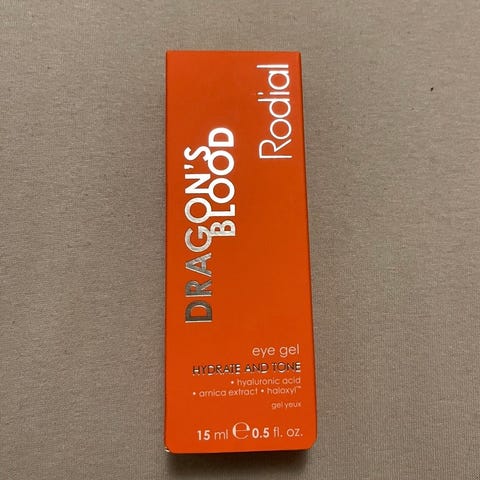 Rodial
DRAGON'S
BLOOD
eye gel
HYDRATE AND TONE
• hyaluronic acid
• arnica extract • haloxyl™
gel yeux
15 ml ℮ 0.5 fl. oz.